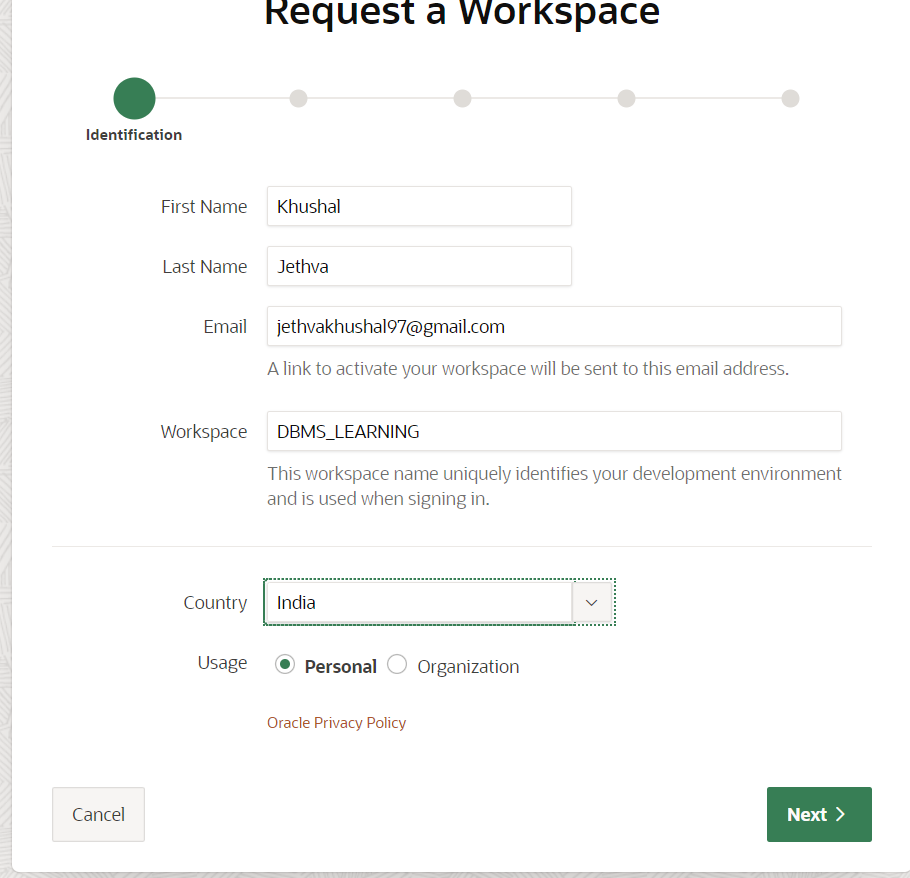 Request a Workspace
Identification
First Name Khushal
Last Name Jethva
Email jethvakhushal97@gmail.com
A link to activate your workspace will be sent to this email address.
Workspace DBMS_LEARNING
This workspace name uniquely identifies your development environment
and is used when signing in.
Country India
Usage Personal Organization
Oracle Privacy Policy
Cancel Next